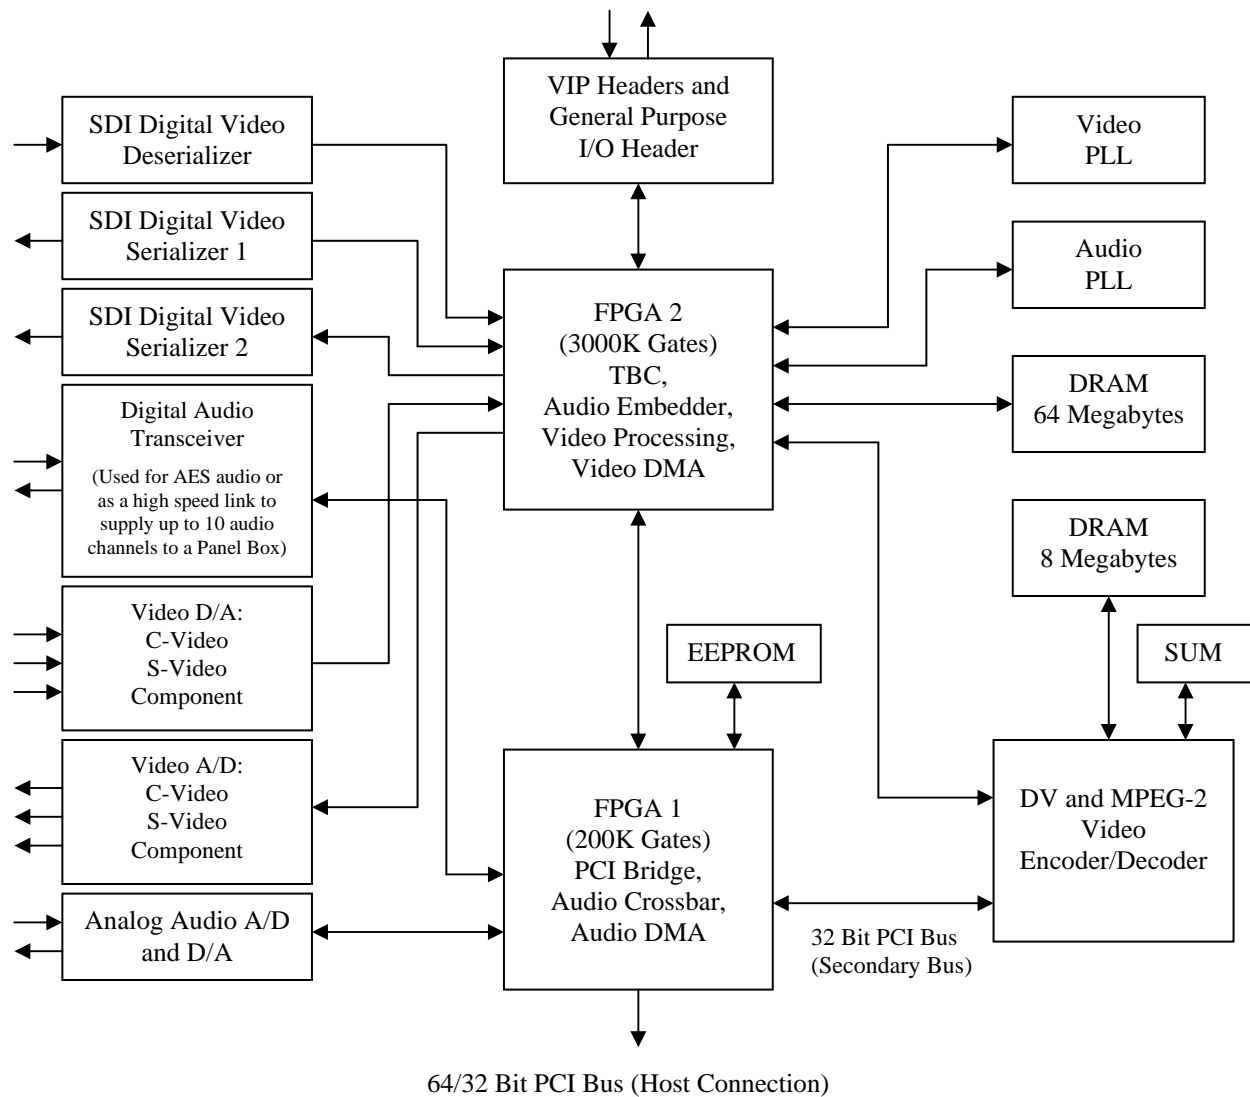 VIP Headers and
General Purpose
I/O Header
SDI Digital Video
Deserializer
SDI Digital Video
Serializer 1
SDI Digital Video
Serializer 2
Digital Audio
Transceiver
(Used for AES audio or
as a high speed link to
supply up to 10 audio
channels to a Panel Box)
Video D/A:
C-Video
S-Video
Component
Video A/D:
C-Video
S-Video
Component
Analog Audio A/D
and D/A
FPGA 2
(3000K Gates)
TBC,
Audio Embedder,
Video Processing,
Video DMA
EEPROM
FPGA 1
(200K Gates)
PCI Bridge,
Audio Crossbar,
Audio DMA
Video
PLL
Audio
PLL
DRAM
64 Megabytes
DRAM
8 Megabytes
SUM
DV and MPEG-2
Video
Encoder/Decoder
32 Bit PCI Bus
(Secondary Bus)
64/32 Bit PCI Bus (Host Connection)